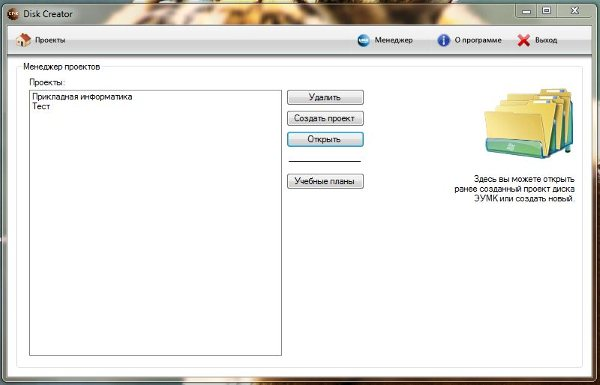 Disk Creator
Проекты
Менеджер
О программе
Выход
Менеджер проектов
Проекты:
Прикладная информатика
Тест
Удалить
Создать проект
Открыть
Учебные планы
Здесь вы можете открыть
ранее созданный проект диска
ЭУМК или создать новый.